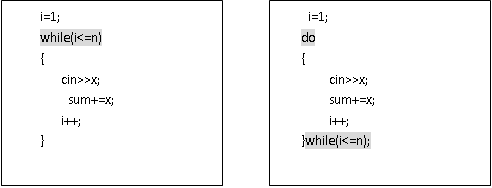 i=1;
while(i<=n)
{
cin>>x;
sum+=x;
i++;
}
i=1;
do
{
cin>>x;
sum+=x;
i++;
}while(i<=n);